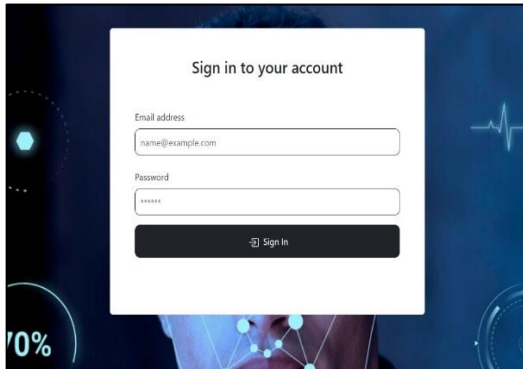 Sign in to your account
Email address
name@example.com
Password
******
Sign In
70%